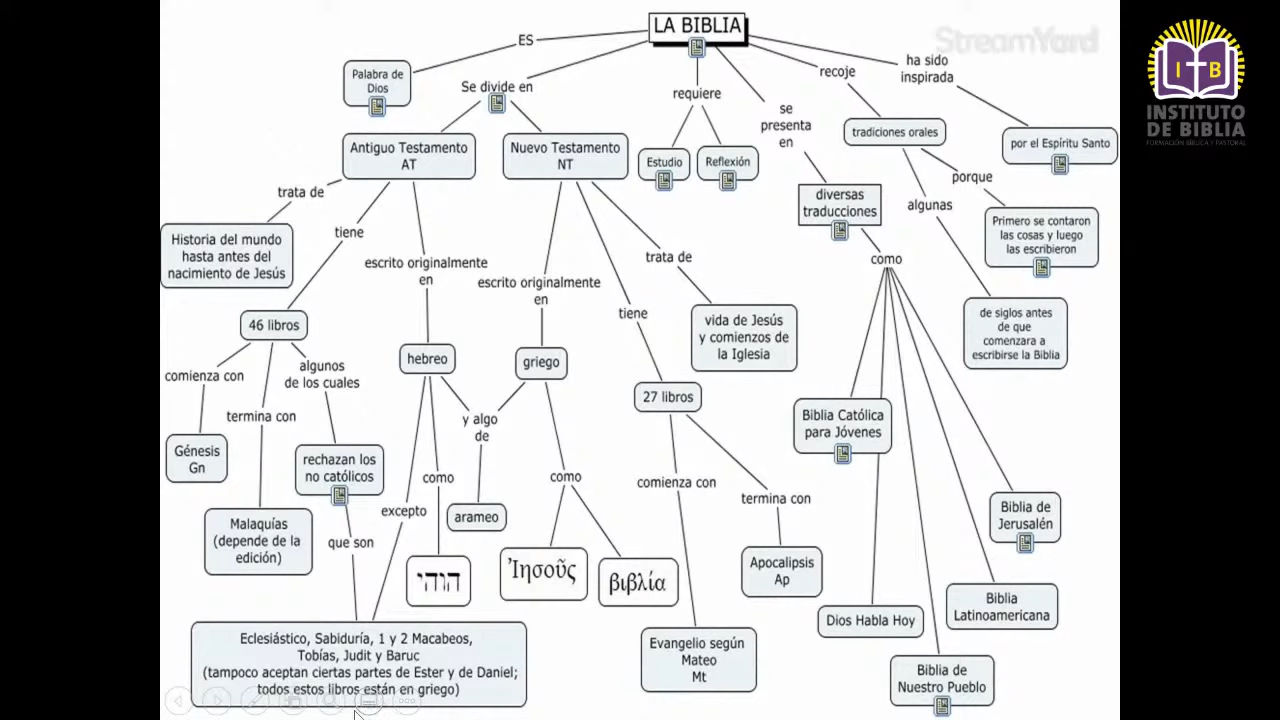 LA BIBLIA
StreamYard
ES
Palabra de
Dios
Se divide en
requiere
se
presenta
en
recoje
ha sido
inspirada
Antiguo Testamento
AT
Nuevo Testamento
NT
Estudio
Reflexión
tradiciones orales
por el Espíritu Santo
diversas
traducciones
porque
algunas
Primero se contaron
las cosas y luego
las escribieron
de siglos antes
de que
comenzara a
escribirse la Biblia
trata de
Historia del mundo
hasta antes del
nacimiento de Jesús
tiene
escrito originalmente
en
escrito originalmente
en
tiene
trata de
vida de Jesús
y comienzos de
la Iglesia
como
46 libros
hebreo
griego
27 libros
comienza con
termina con
algunos
de los cuales
Génesis
Gn
Malaquías
(depende de la
edición)
rechazan los
no católicos
que son
excepto
como
y algo
de
arameo
como
הוהי
Ἰησοῦς
βιβλία
comienza con
termina con
Evangelio según
Mateo
Mt
Apocalipsis
Ap
Biblia Católica
para Jóvenes
Dios Habla Hoy
Biblia de
Nuestro Pueblo
Biblia
Latinoamericana
Biblia de
Jerusalén
Eclesiástico, Sabiduría, 1 y 2 Macabeos,
Tobías, Judit y Baruc
(tampoco aceptan ciertas partes de Ester y de Daniel;
todos estos libros están en griego)
I B
INSTITUTO
DE BIBLIA
FORMACIÓN BÍBLICA Y PASTORAL